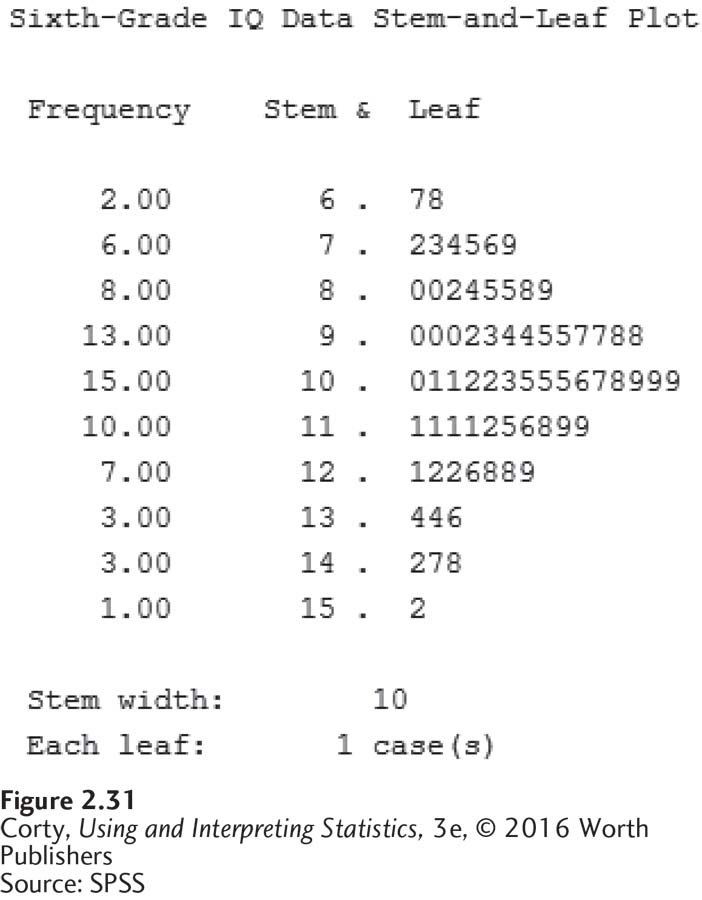 Sixth-Grade IQ Data Stem-and-Leaf Plot
Frequency Stem & Leaf
2.00 6 . 78
6.00 7 . 234569
8.00 8 . 00245589
13.00 9 . 0002344557788
15.00 10 . 011223555678999
10.00 11 . 1111256899
7.00 12 . 1226889
3.00 13 . 446
3.00 14 . 278
1.00 15 . 2
Stem width: 10
Each leaf: 1 case(s)
Figure 2.31
Corty, Using and Interpreting Statistics, 3e, © 2016 Worth
Publishers
Source: SPSS